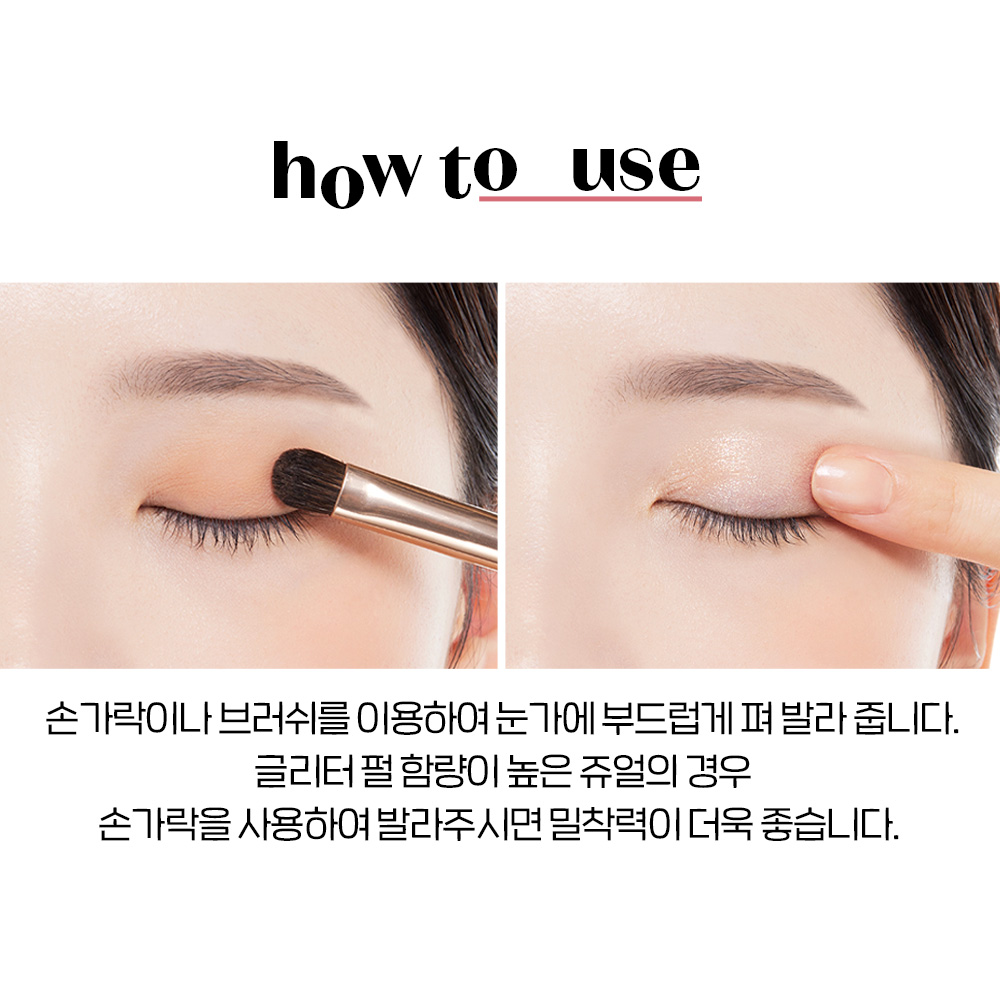 how to use
손가락이나 브러쉬를 이용하여 눈가에 부드럽게 펴 발라 줍니다.
글리터 펄 함량이 높은 쥬얼의 경우
손가락을 사용하여 발라주시면 밀착력이 더욱 좋습니다.